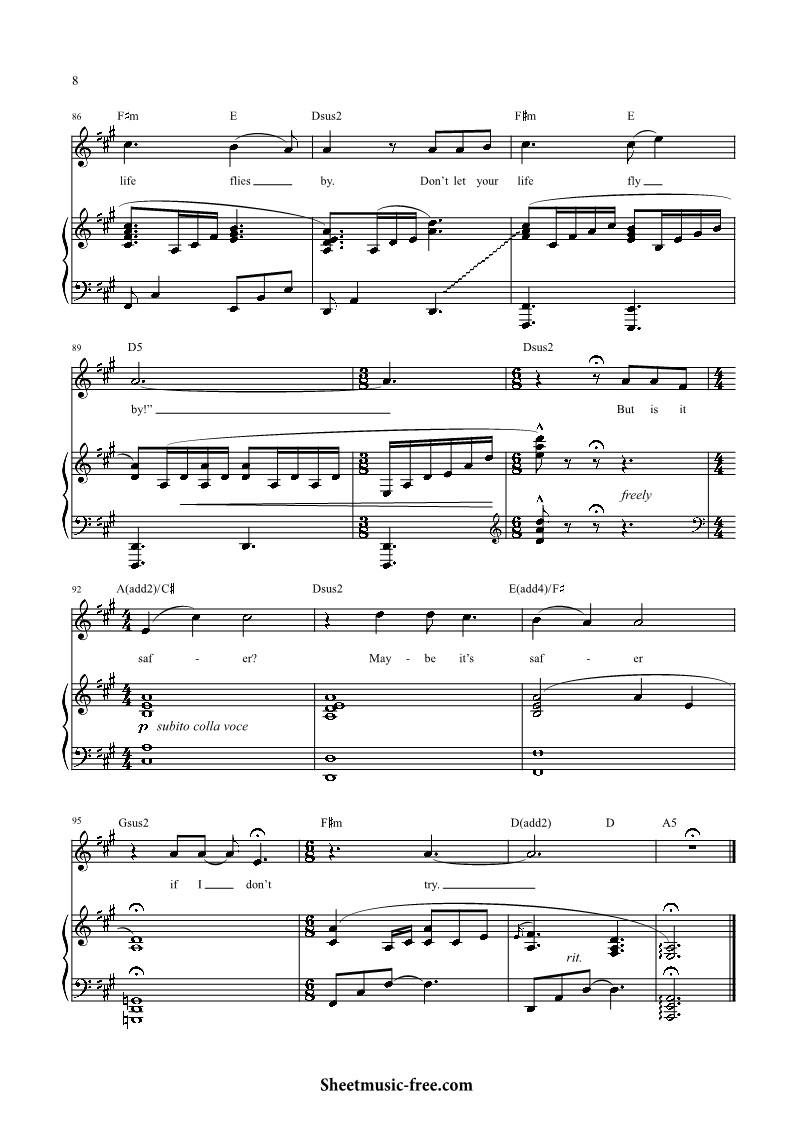 8
86 F♯m E Dsus2 F♯m E
life flies by. Don't let your life fly
89 D5 Dsus2
by!" But is it
freely
92 A(add2)/C♯ Dsus2 E(add4)/F♯
saf - er? May - be it's saf - er
p subito colla voce
95 Gsus2 F♯m D(add2) D A5
if I don't try.
rit.
Sheetmusic-free.com